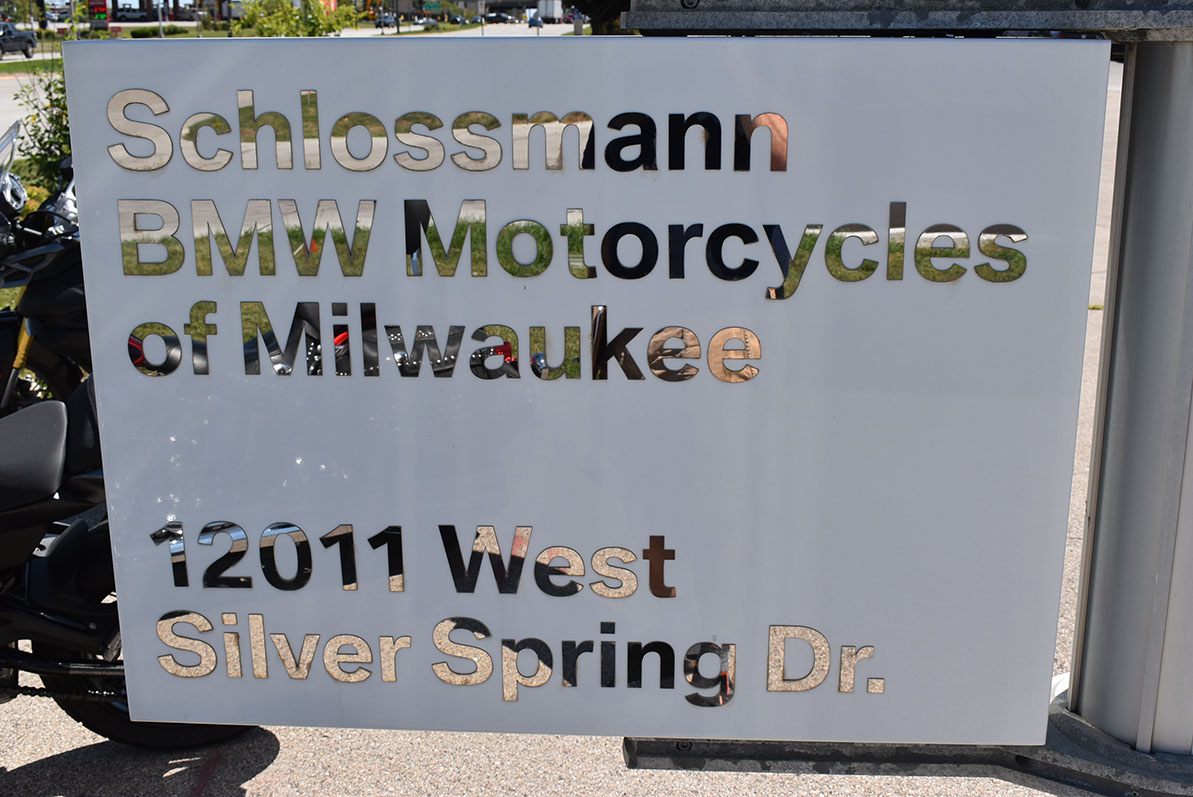 Schlossmann
BMW Motorcycles
of Milwaukee
12011 West
Silver Spring Dr.